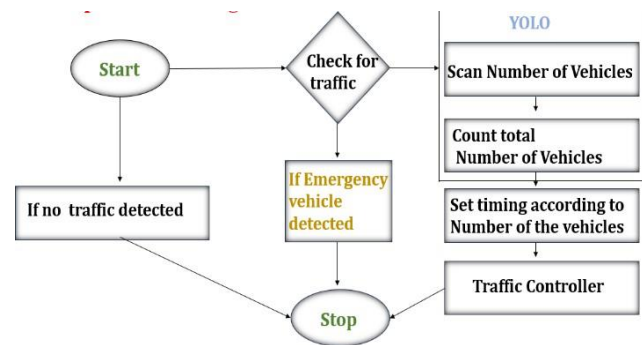 YOLO
Start
Check for
traffic
Scan Number of Vehicles
Count total
Number of Vehicles
If no traffic detected
If Emergency
vehicle
detected
Set timing according to
Number of the vehicles
Traffic Controller
Stop